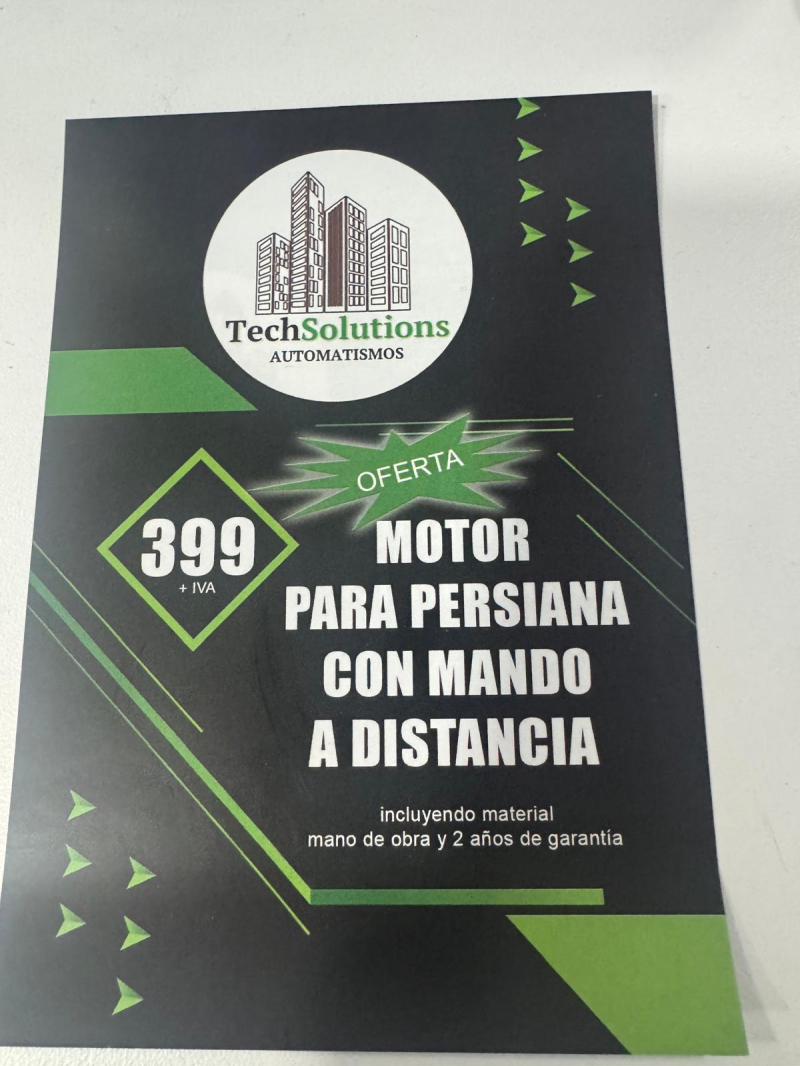 TechSolutions
AUTOMATISMOS
OFERTA
399
+ IVA
MOTOR
PARA PERSIANA
CON MANDO
A DISTANCIA
incluyendo material
mano de obra y 2 años de garantía